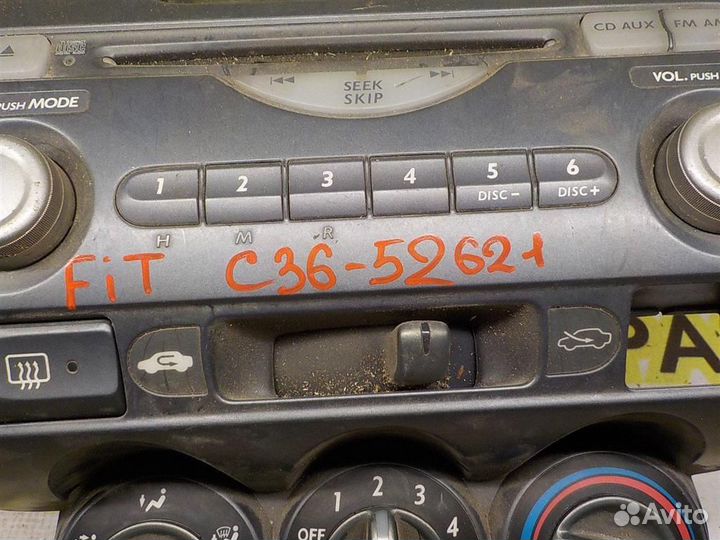 CD AUX FM AM
SEEK
SKIP
PUSH MODE
VOL. PUSH
1 2 3 4 5 6
DISC− DISC+
H M R
FiT C36-52621
PA
1 2 3 4
OFF
Avito